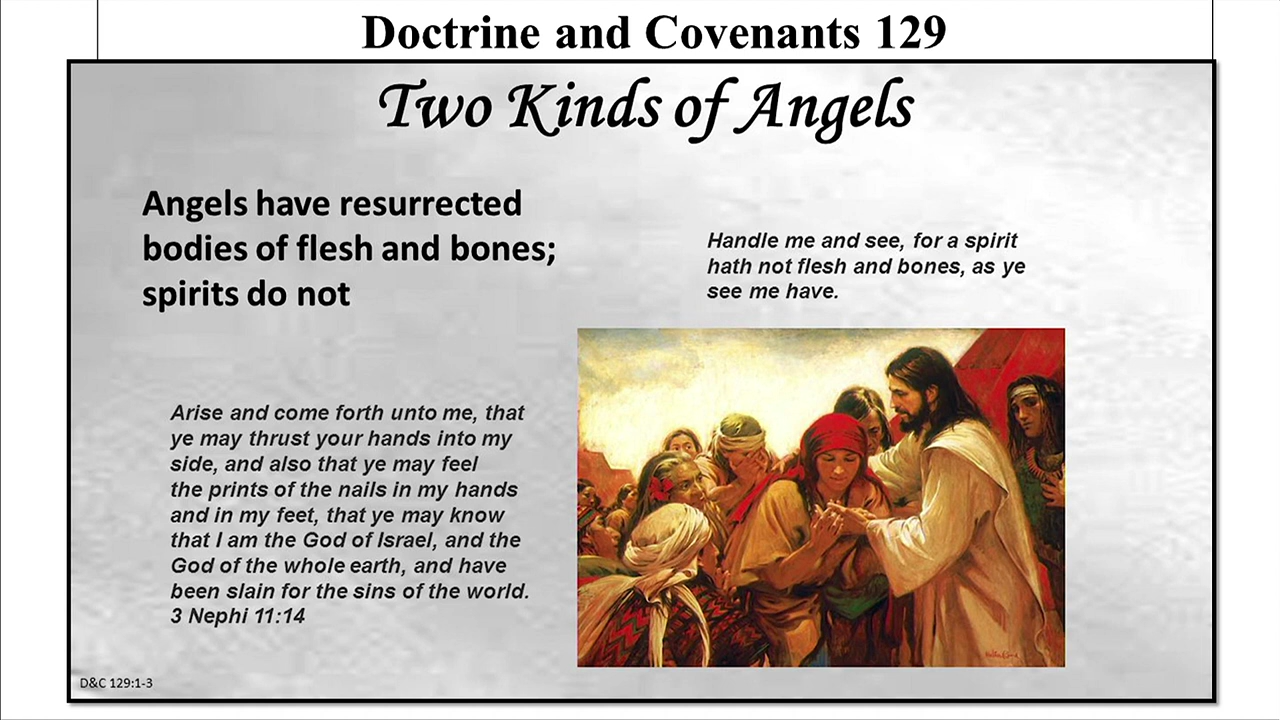 Doctrine and Covenants 129
Two Kinds of Angels
Angels have resurrected
bodies of flesh and bones;
spirits do not
Handle me and see, for a spirit
hath not flesh and bones, as ye
see me have.
Arise and come forth unto me, that
ye may thrust your hands into my
side, and also that ye may feel
the prints of the nails in my hands
and in my feet, that ye may know
that I am the God of Israel, and the
God of the whole earth, and have
been slain for the sins of the world.
3 Nephi 11:14
D&C 129:1-3